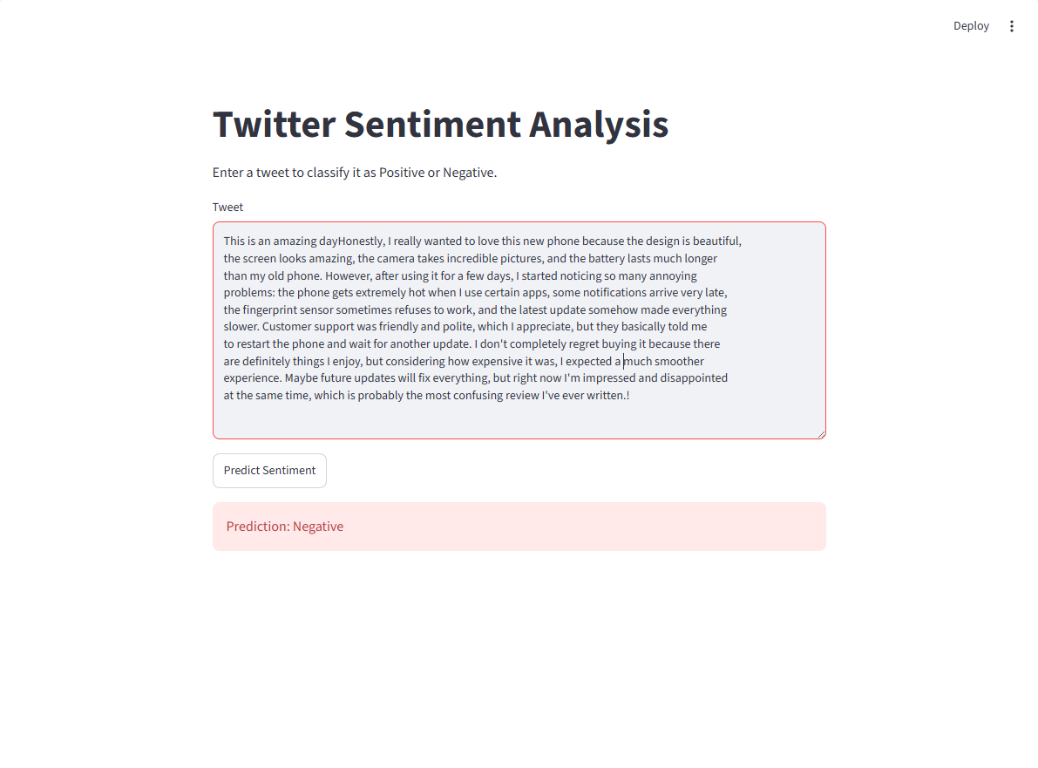 Deploy
Twitter Sentiment Analysis
Enter a tweet to classify it as Positive or Negative.
Tweet
This is an amazing dayHonestly, I really wanted to love this new phone because the design is beautiful,
the screen looks amazing, the camera takes incredible pictures, and the battery lasts much longer
than my old phone. However, after using it for a few days, I started noticing so many annoying
problems: the phone gets extremely hot when I use certain apps, some notifications arrive very late,
the fingerprint sensor sometimes refuses to work, and the latest update somehow made everything
slower. Customer support was friendly and polite, which I appreciate, but they basically told me
to restart the phone and wait for another update. I don't completely regret buying it because there
are definitely things I enjoy, but considering how expensive it was, I expected a much smoother
experience. Maybe future updates will fix everything, but right now I'm impressed and disappointed
at the same time, which is probably the most confusing review I've ever written.!
Predict Sentiment
Prediction: Negative